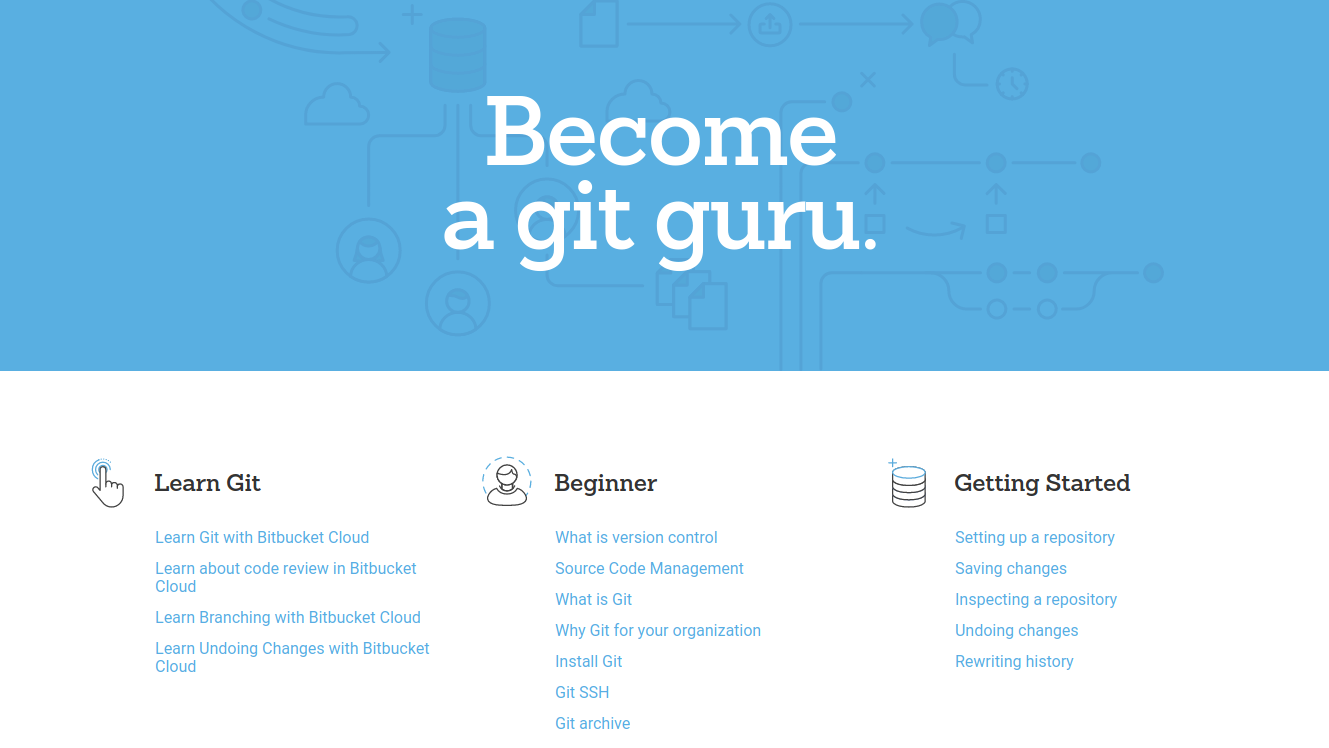 Become
a git guru.
Learn Git
Learn Git with Bitbucket Cloud
Learn about code review in Bitbucket
Cloud
Learn Branching with Bitbucket Cloud
Learn Undoing Changes with Bitbucket
Cloud
Beginner
What is version control
Source Code Management
What is Git
Why Git for your organization
Install Git
Git SSH
Git archive
Getting Started
Setting up a repository
Saving changes
Inspecting a repository
Undoing changes
Rewriting history